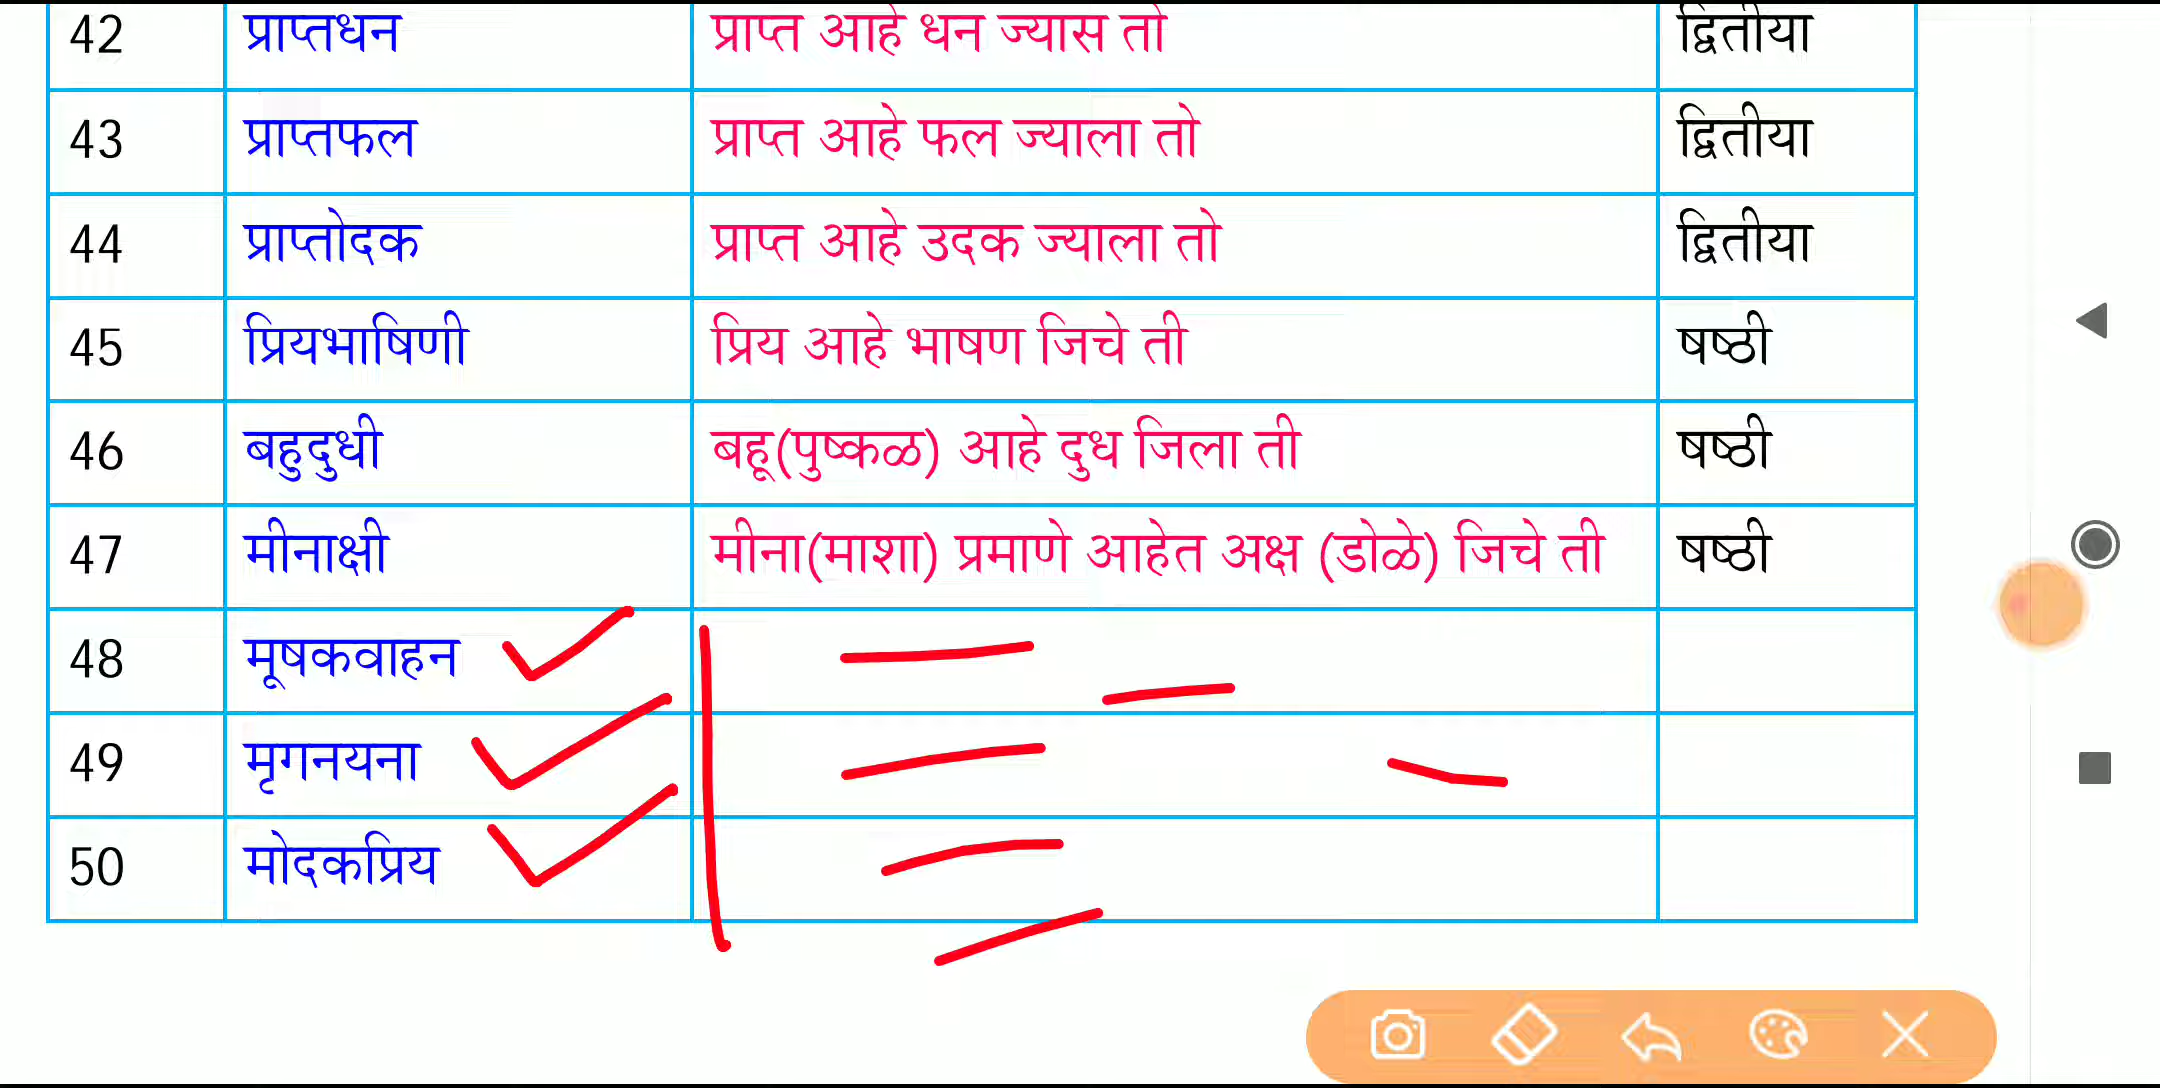 42 प्राप्तधन प्राप्त आहे धन ज्यास तो द्वितीया
43 प्राप्तफल प्राप्त आहे फल ज्याला तो द्वितीया
44 प्राप्तोदक प्राप्त आहे उदक ज्याला तो द्वितीया
45 प्रियभाषिणी प्रिय आहे भाषण जिचे ती षष्ठी
46 बहुदुधी बहू(पुष्कळ) आहे दुध जिला ती षष्ठी
47 मीनाक्षी मीना(माशा) प्रमाणे आहेत अक्ष (डोळे) जिचे ती षष्ठी
48 मूषकवाहन
49 मृगनयना
50 मोदकप्रिय